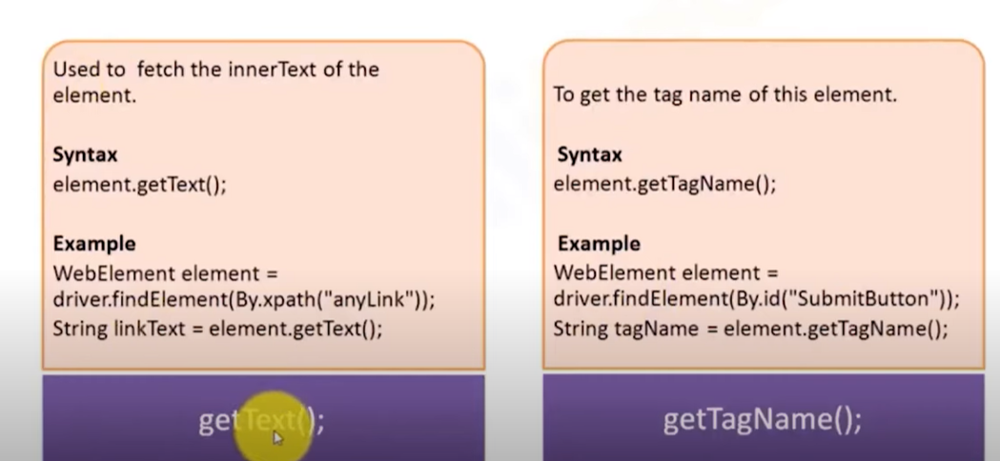 Used to fetch the innerText of the
element.
Syntax
element.getText();
Example
WebElement element =
driver.findElement(By.xpath("anyLink"));
String linkText = element.getText();
getText();
To get the tag name of this element.
Syntax
element.getTagName();
Example
WebElement element =
driver.findElement(By.id("SubmitButton"));
String tagName = element.getTagName();
getTagName();